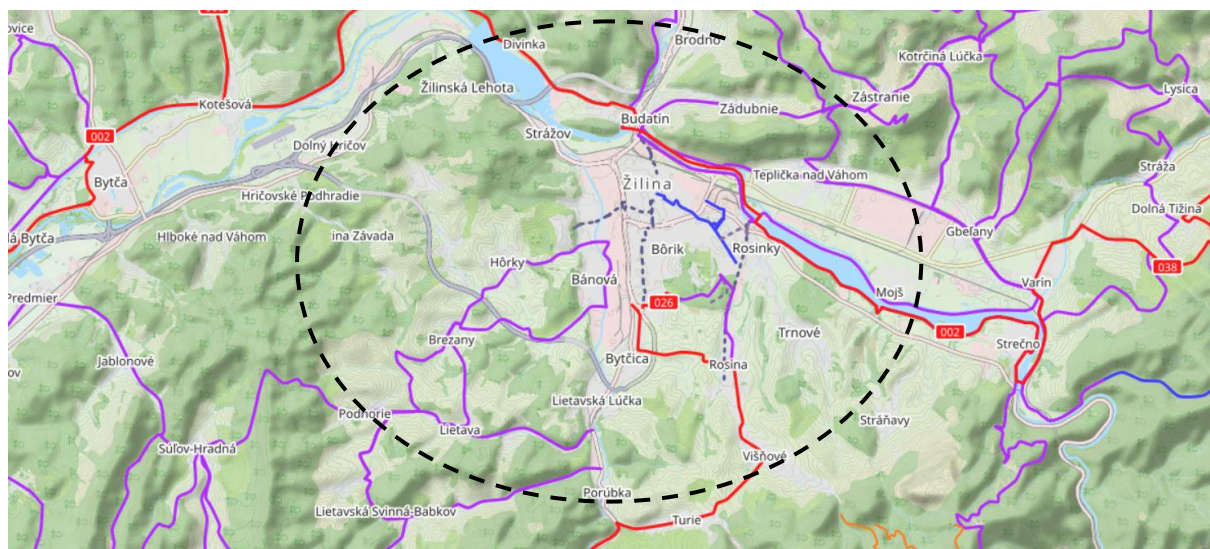 Divinka
Brodno
Kotrčiná Lúčka
Žilinská Lehota
Lysica
Kotešová
Zástranie
Zádubnie
Budatín
002
Strážov
Dolný Hričov
Stráža
Teplička nad Váhom
Bytča
Žilina
Hričovské Podhradie
Dolná Tižina
Gbeľany
Hlboké nad Váhom
ina Závada
Bôrik
Rosinky
Hôrky
038
Bánová
Varín
Mojš
Predmier
026
002
Trnové
Brezany
Strečno
Jablonové
Bytčica
Rosina
Lietavská Lúčka
Podhorie
Stráňavy
Lietava
Súľov-Hradná
Višňové
Porúbka
Lietavská Svinná-Babkov
Turie